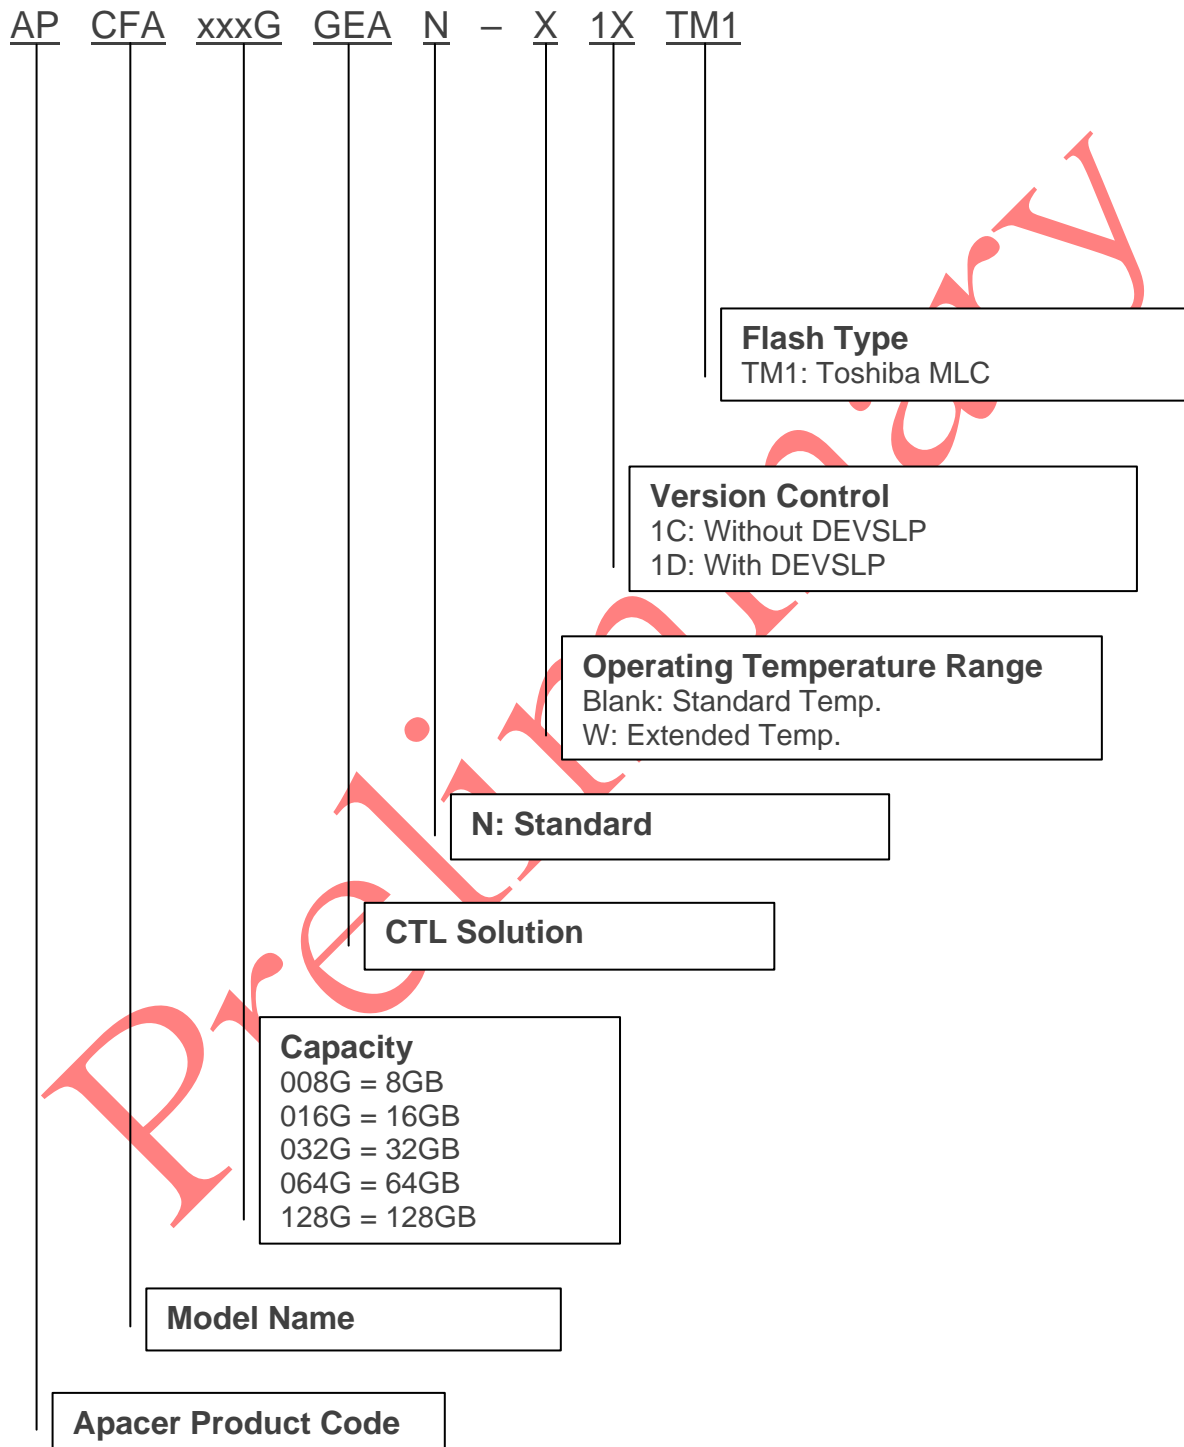 AP CFA xxxG GEA N – X 1X TM1
Flash Type
TM1: Toshiba MLC
Version Control
1C: Without DEVSLP
1D: With DEVSLP
Operating Temperature Range
Blank: Standard Temp.
W: Extended Temp.
N: Standard
CTL Solution
Capacity
008G = 8GB
016G = 16GB
032G = 32GB
064G = 64GB
128G = 128GB
Model Name
Apacer Product Code
Preliminary